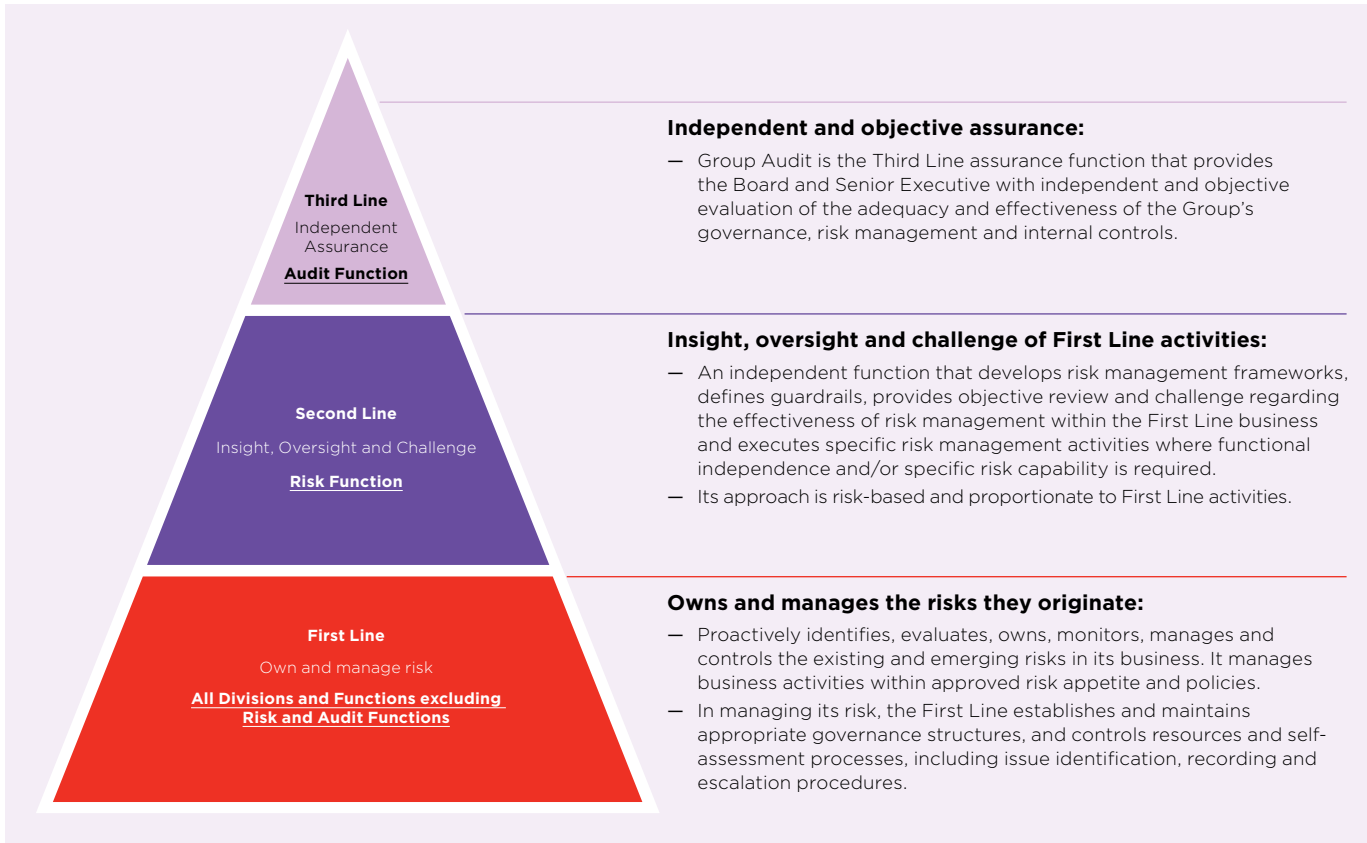 Third Line
Independent
Assurance
Audit Function
Independent and objective assurance:
— Group Audit is the Third Line assurance function that provides
the Board and Senior Executive with independent and objective
evaluation of the adequacy and effectiveness of the Group’s
governance, risk management and internal controls.
Second Line
Insight, Oversight and Challenge
Risk Function
Insight, oversight and challenge of First Line activities:
— An independent function that develops risk management frameworks,
defines guardrails, provides objective review and challenge regarding
the effectiveness of risk management within the First Line business
and executes specific risk management activities where functional
independence and/or specific risk capability is required.
— Its approach is risk-based and proportionate to First Line activities.
First Line
Own and manage risk
All Divisions and Functions excluding
Risk and Audit Functions
Owns and manages the risks they originate:
— Proactively identifies, evaluates, owns, monitors, manages and
controls the existing and emerging risks in its business. It manages
business activities within approved risk appetite and policies.
— In managing its risk, the First Line establishes and maintains
appropriate governance structures, and controls resources and self-
assessment processes, including issue identification, recording and
escalation procedures.